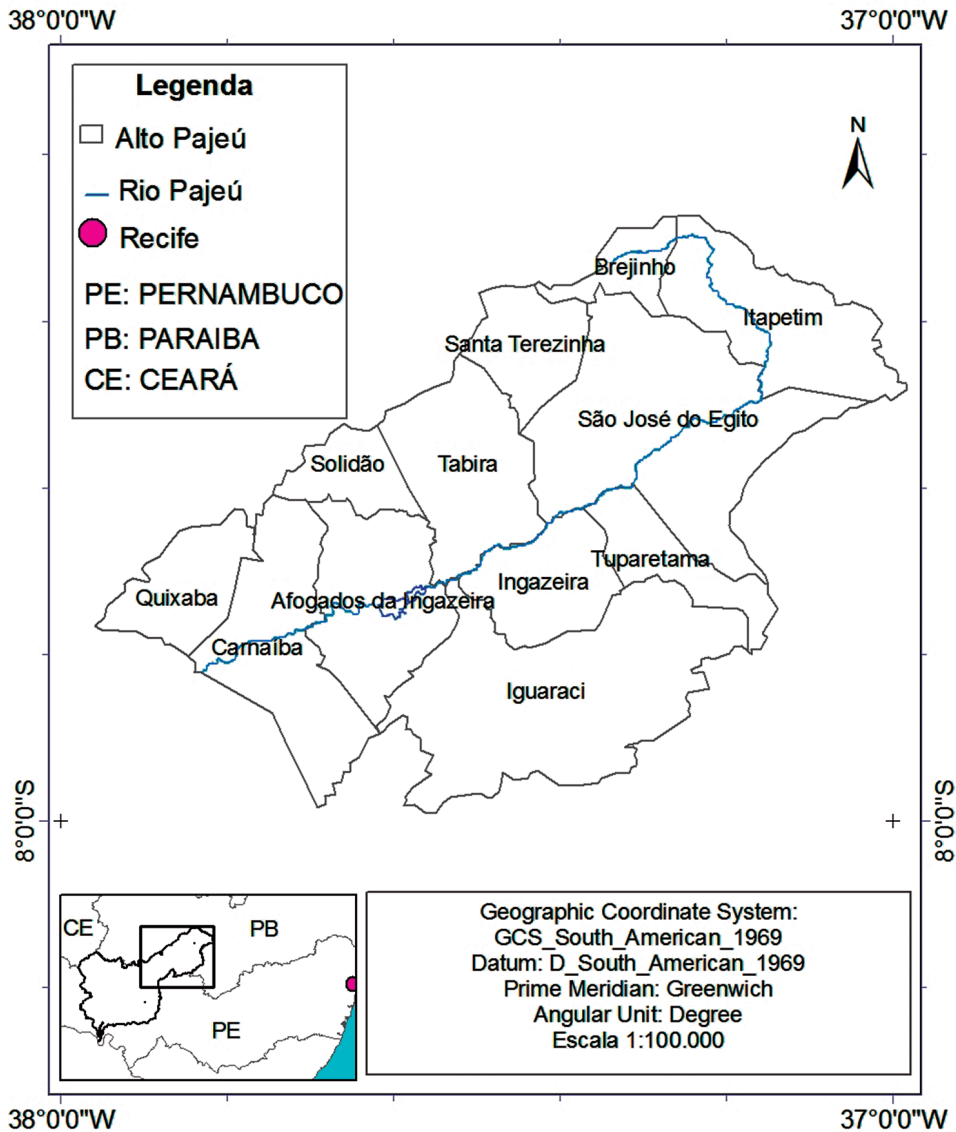 38°0'0"W
37°0'0"W
Legenda
Alto Pajeú
Rio Pajeú
Recife
PE: PERNAMBUCO
PB: PARAIBA
CE: CEARÁ
N
Brejinho
Itapetim
Santa Terezinha
São José do Egito
Solidão
Tabira
Tuparetama
Ingazeira
Quixaba
Afogados da Ingazeira
Carnaíba
Iguaraci
8°0'0"S
8°0'0"S
CE
PB
PE
Geographic Coordinate System:
GCS_South_American_1969
Datum: D_South_American_1969
Prime Meridian: Greenwich
Angular Unit: Degree
Escala 1:100.000
38°0'0"W
37°0'0"W